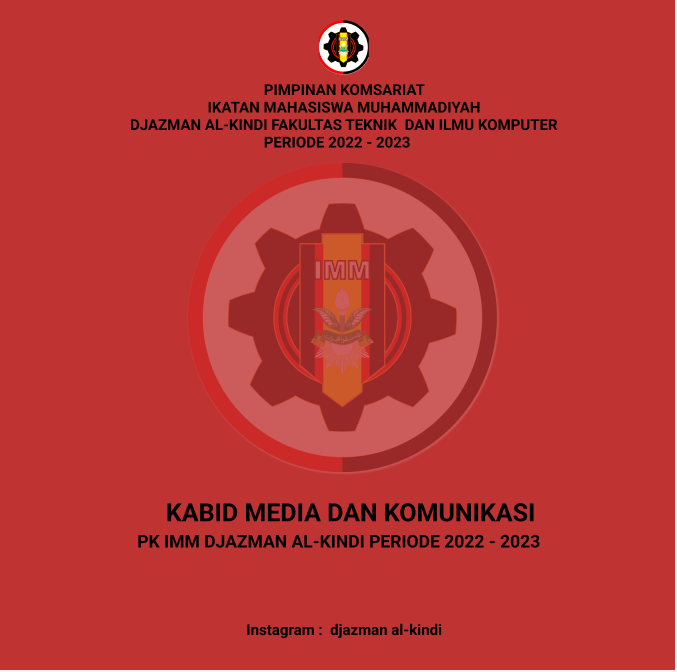 PIMPINAN KOMSARIAT
IKATAN MAHASISWA MUHAMMADIYAH
DJAZMAN AL-KINDI FAKULTAS TEKNIK DAN ILMU KOMPUTER
PERIODE 2022 - 2023
IMM
KABID MEDIA DAN KOMUNIKASI
PK IMM DJAZMAN AL-KINDI PERIODE 2022 - 2023
Instagram : djazman al-kindi